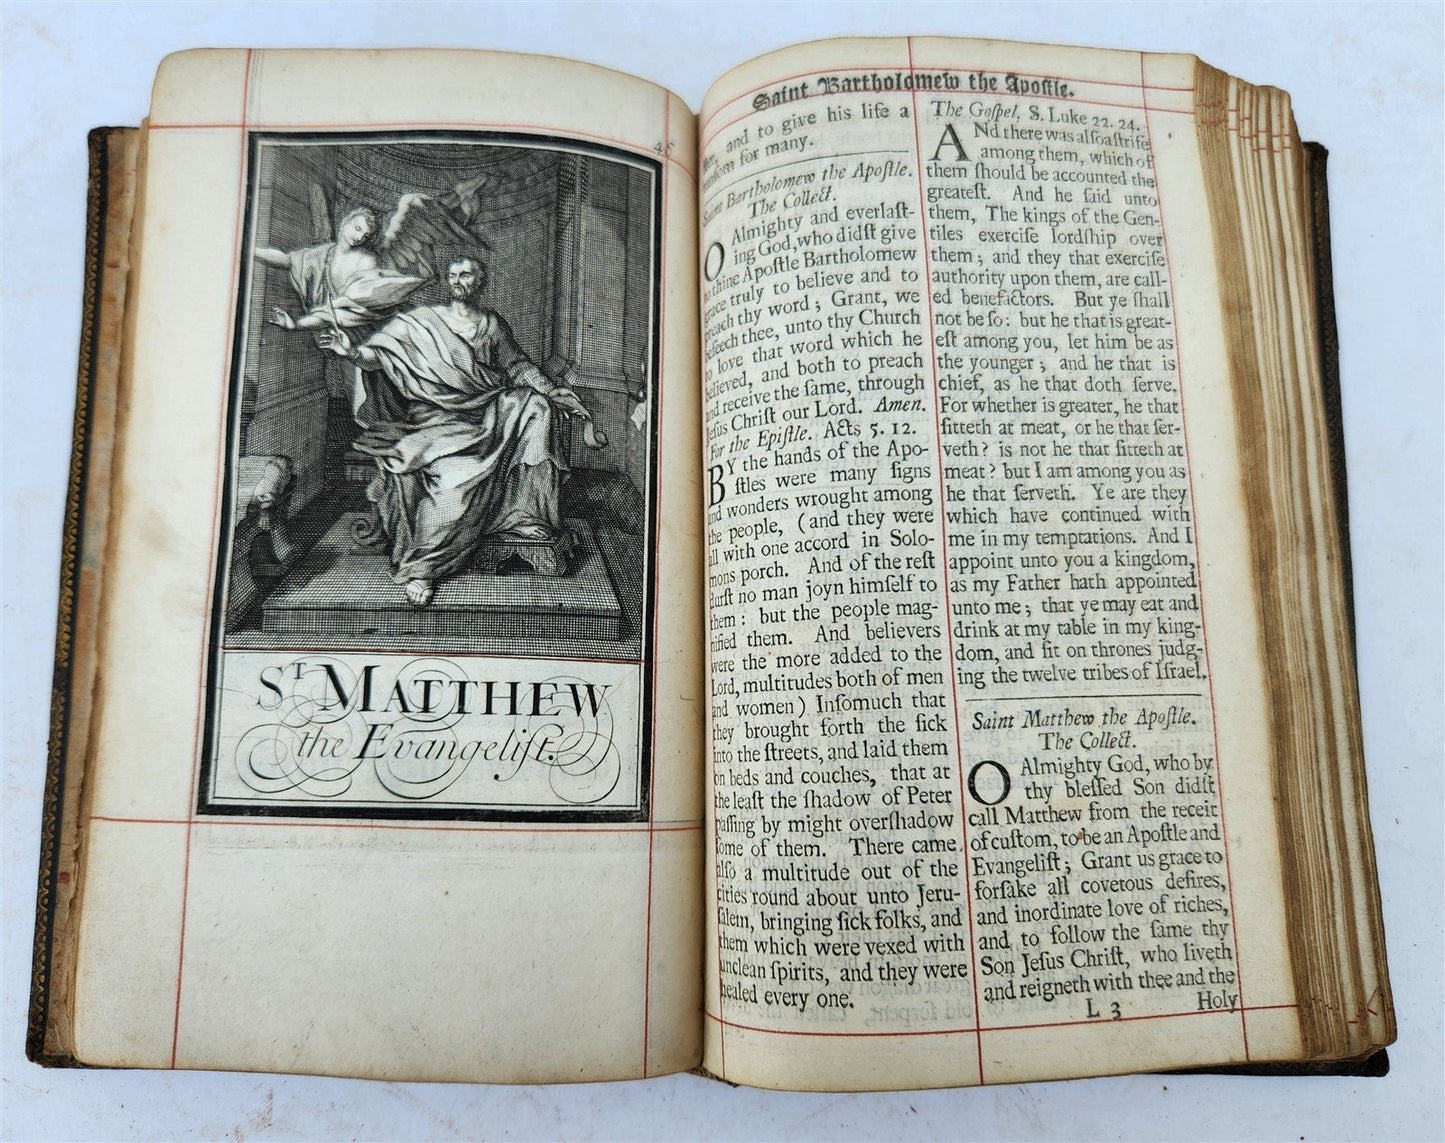 45
ST MATTHEW
the Evangeliſt.
Saint Bartholomew the Apoſtle.
and to give his life a
ranſom for many.
Saint Bartholomew the Apoſtle.
The Collect.
O Almighty and everlaſt-
ing God, who didſt give
to thine Apoſtle Bartholomew
grace truly to believe and to
preach thy word; Grant, we
beſeech thee, unto thy Church
to love that word which he
believed, and both to preach
and receive the ſame, through
Jeſus Chriſt our Lord. Amen.
For the Epiſtle. Acts 5. 12.
BY the hands of the Apo-
ſtles were many ſigns
and wonders wrought among
the people, (and they were
all with one accord in Solo-
mons porch. And of the reſt
durſt no man joyn himſelf to
them: but the people mag-
nified them. And believers
were the more added to the
Lord, multitudes both of men
and women) Inſomuch that
they brought forth the ſick
into the ſtreets, and laid them
on beds and couches, that at
the leaſt the ſhadow of Peter
paſſing by might overſhadow
ſome of them. There came
alſo a multitude out of the
cities round about unto Jeru-
ſalem, bringing ſick folks, and
them which were vexed with
unclean ſpirits, and they were
healed every one.
The Goſpel, S. Luke 22. 24.
ANd there was alſo a ſtrife
among them, which of
them ſhould be accounted the
greateſt. And he ſaid unto
them, The kings of the Gen-
tiles exerciſe lordſhip over
them; and they that exerciſe
authority upon them, are call-
ed benefactors. But ye ſhall
not be ſo: but he that is great-
eſt among you, let him be as
the younger; and he that is
chief, as he that doth ſerve.
For whether is greater, he that
ſitteth at meat, or he that ſer-
veth? is not he that ſitteth at
meat? but I am among you as
he that ſerveth. Ye are they
which have continued with
me in my temptations. And I
appoint unto you a kingdom,
as my Father hath appointed
unto me; that ye may eat and
drink at my table in my king-
dom, and ſit on thrones judg-
ing the twelve tribes of Iſrael.
Saint Matthew the Apoſtle.
The Collect.
O Almighty God, who by
thy bleſſed Son didſt
call Matthew from the receit
of cuſtom, to be an Apoſtle and
Evangeliſt; Grant us grace to
forſake all covetous deſires,
and inordinate love of riches,
and to follow the ſame thy
Son Jeſus Chriſt, who liveth
and reigneth with thee and the
L 3 Holy